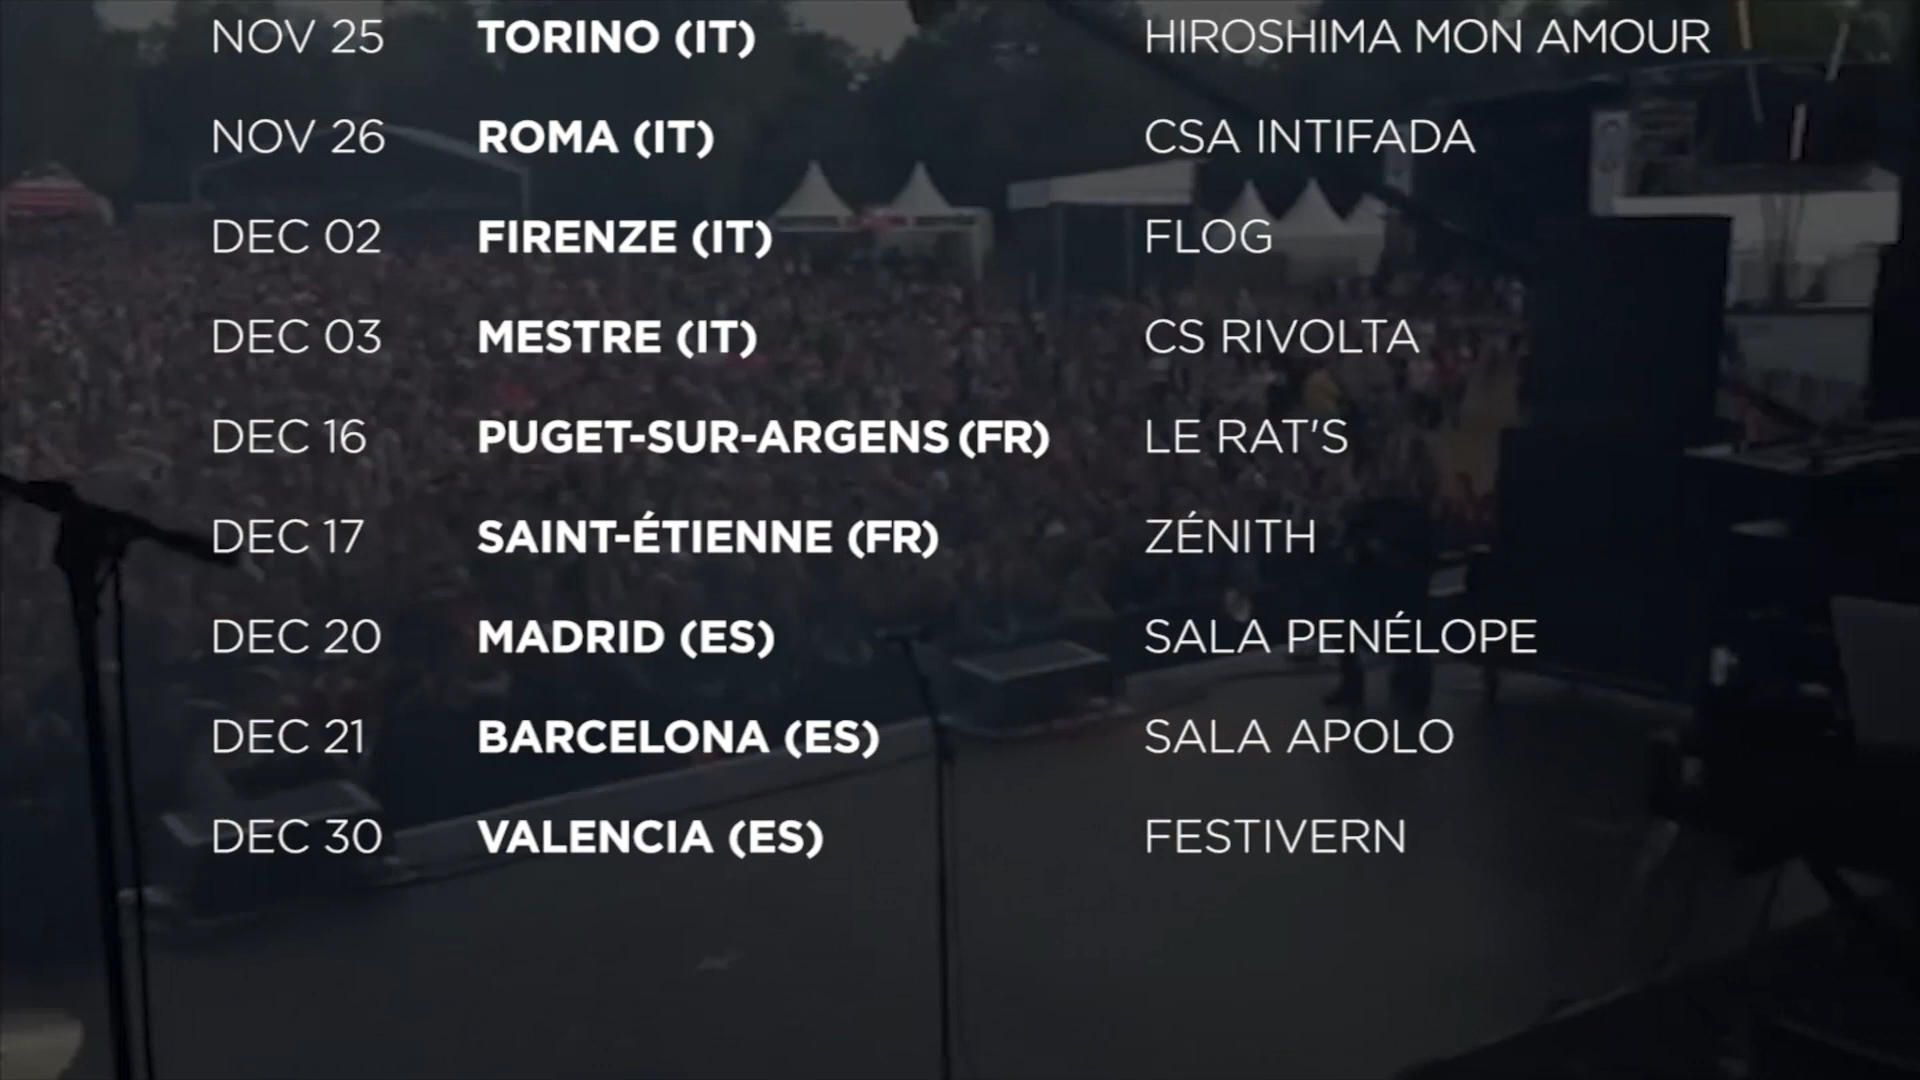 NOV 25 TORINO (IT) HIROSHIMA MON AMOUR
NOV 26 ROMA (IT) CSA INTIFADA
DEC 02 FIRENZE (IT) FLOG
DEC 03 MESTRE (IT) CS RIVOLTA
DEC 16 PUGET-SUR-ARGENS (FR) LE RAT'S
DEC 17 SAINT-ÉTIENNE (FR) ZÉNITH
DEC 20 MADRID (ES) SALA PENÉLOPE
DEC 21 BARCELONA (ES) SALA APOLO
DEC 30 VALENCIA (ES) FESTIVERN